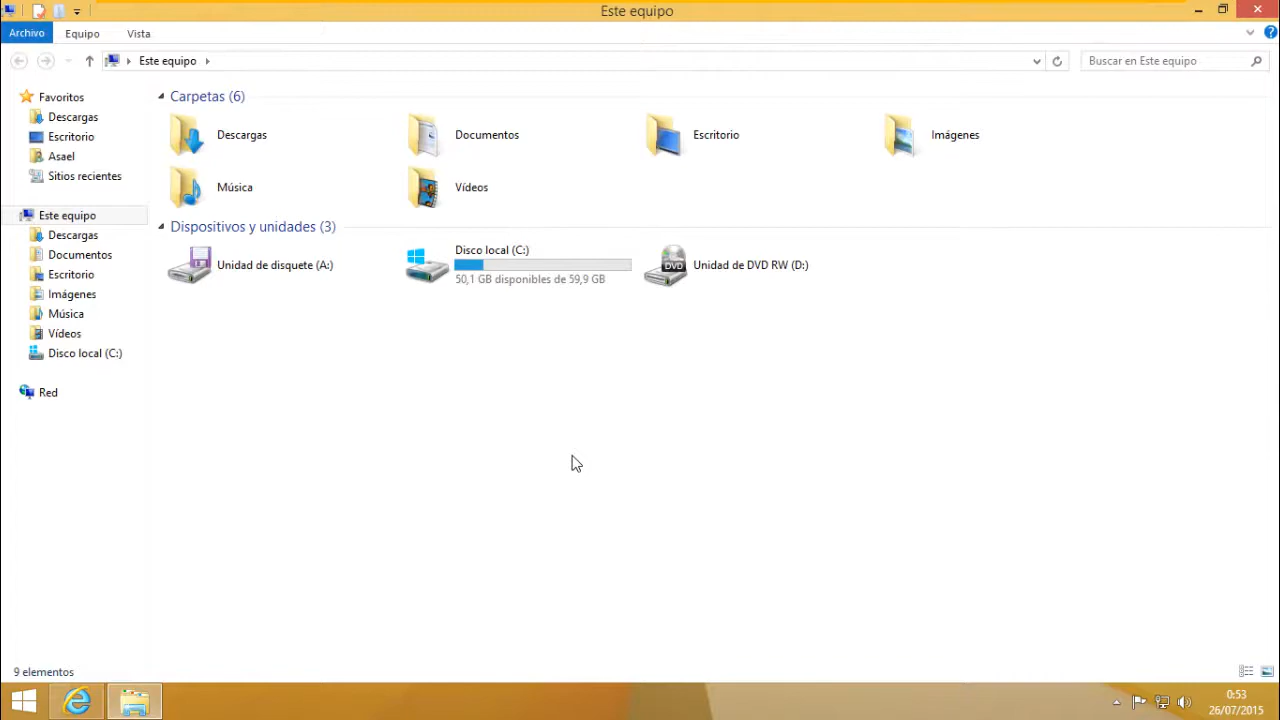 Este equipo
Archivo Equipo Vista
Este equipo
Buscar en Este equipo
Favoritos
Descargas
Escritorio
Asael
Sitios recientes
Este equipo
Descargas
Documentos
Escritorio
Imágenes
Música
Vídeos
Disco local (C:)
Red
Carpetas (6)
Descargas Documentos Escritorio Imágenes
Música Vídeos
Dispositivos y unidades (3)
Unidad de disquete (A:)
Disco local (C:)
50,1 GB disponibles de 59,9 GB
DVD
Unidad de DVD RW (D:)
9 elementos
0:53
26/07/2015